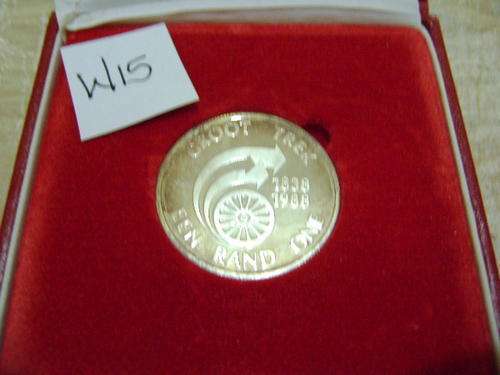 W15
GROOT TREK
1838
1988
EEN RAND ONE